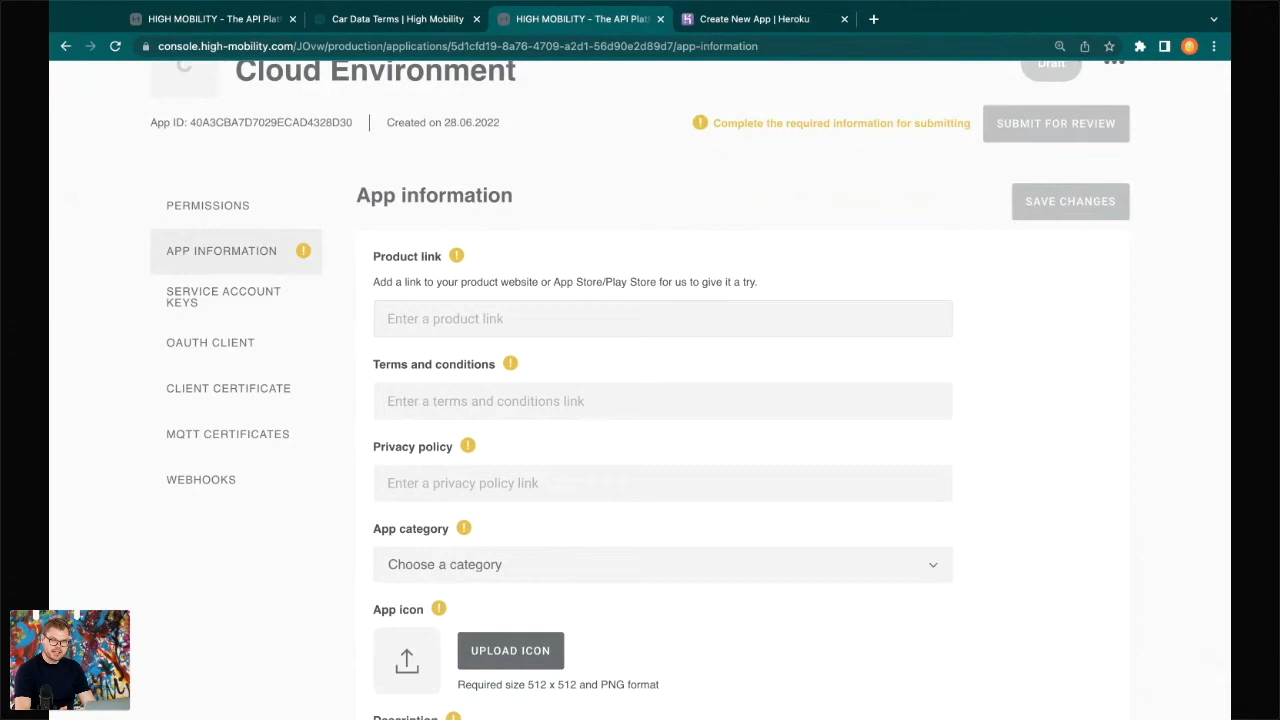 HIGH MOBILITY - The API Platf
Car Data Terms | High Mobility
HIGH MOBILITY - The API Platf
Create New App | Heroku
console.high-mobility.com/JOvw/production/applications/5d1cfd19-8a76-4709-a2d1-56d90e2d89d7/app-information
C
Cloud Environment
Draft
App ID: 40A3CBA7D7029ECAD4328D30
Created on 28.06.2022
Complete the required information for submitting
SUBMIT FOR REVIEW
PERMISSIONS
APP INFORMATION
SERVICE ACCOUNT
KEYS
OAUTH CLIENT
CLIENT CERTIFICATE
MQTT CERTIFICATES
WEBHOOKS
App information
SAVE CHANGES
Product link
Add a link to your product website or App Store/Play Store for us to give it a try.
Enter a product link
Terms and conditions
Enter a terms and conditions link
Privacy policy
Enter a privacy policy link
App category
Choose a category
App icon
UPLOAD ICON
Required size 512 x 512 and PNG format
Description